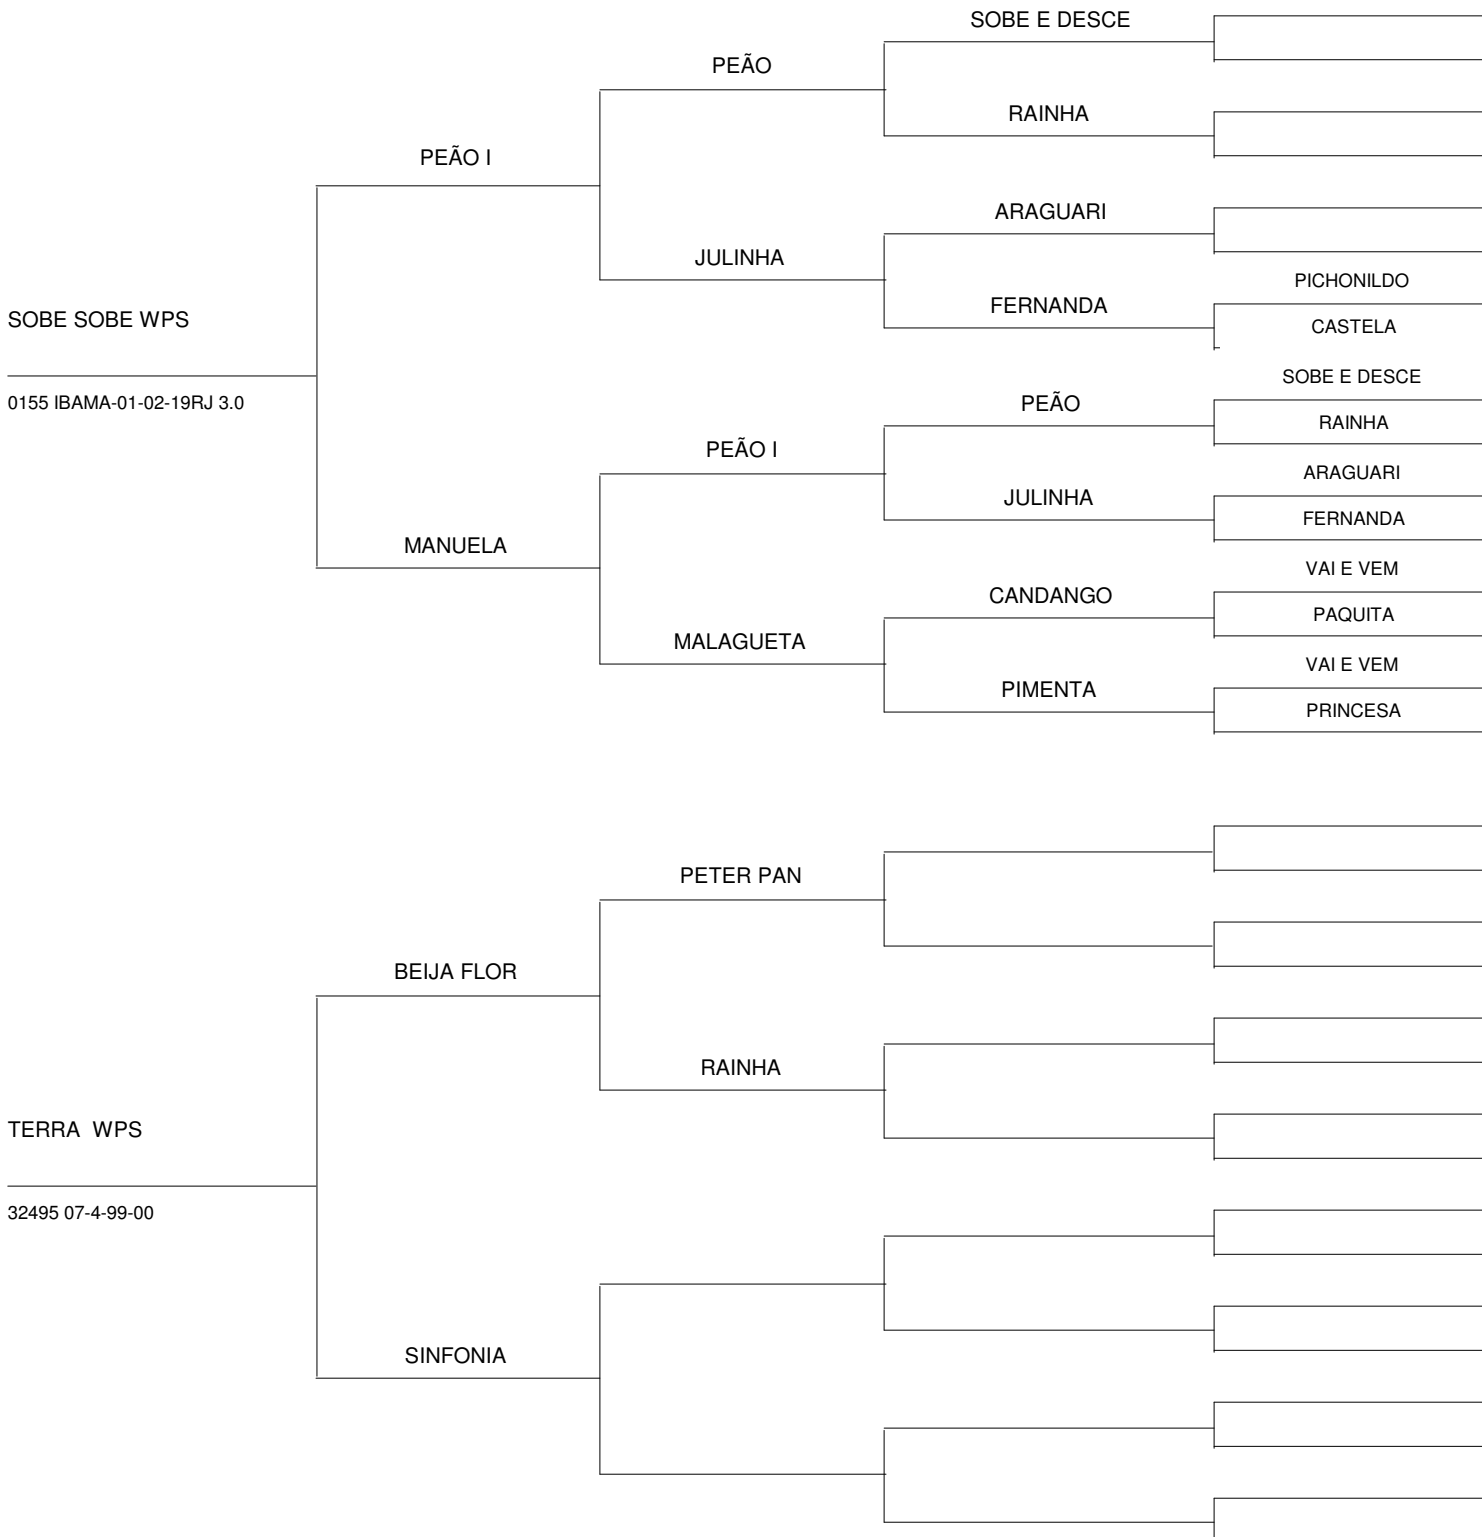 SOBE E DESCE
PEÃO
RAINHA
PEÃO I
ARAGUARI
JULINHA
PICHONILDO
FERNANDA
SOBE SOBE WPS
CASTELA
SOBE E DESCE
0155 IBAMA-01-02-19RJ 3.0
PEÃO
RAINHA
PEÃO I
ARAGUARI
JULINHA
FERNANDA
MANUELA
VAI E VEM
CANDANGO
PAQUITA
MALAGUETA
VAI E VEM
PIMENTA
PRINCESA
PETER PAN
BEIJA FLOR
RAINHA
TERRA  WPS
32495 07-4-99-00
SINFONIA